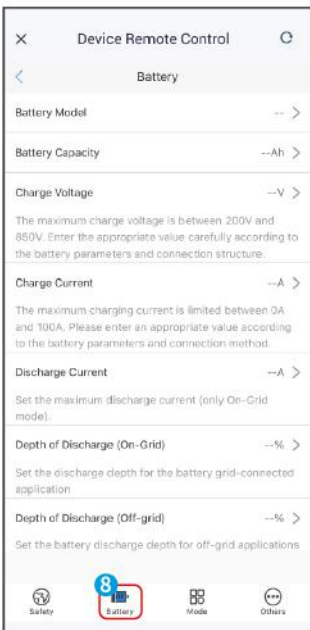 × Device Remote Control
< Battery
Battery Model -- >
Battery Capacity --Ah >
Charge Voltage --V >
The maximum charge voltage is between 200V and
850V. Enter the appropriate value carefully according to
the battery parameters and connection structure.
Charge Current --A >
The maximum charging current is limited between 0A
and 100A. Please enter an appropriate value according
to the battery parameters and connection method.
Discharge Current --A >
Set the maximum discharge current (only On-Grid
mode).
Depth of Discharge (On-Grid) --% >
Set the discharge depth for the battery grid-connected
application
Depth of Discharge (Off-grid) --% >
Set the battery discharge depth for off-grid applications
8
Safety Battery Mode Others